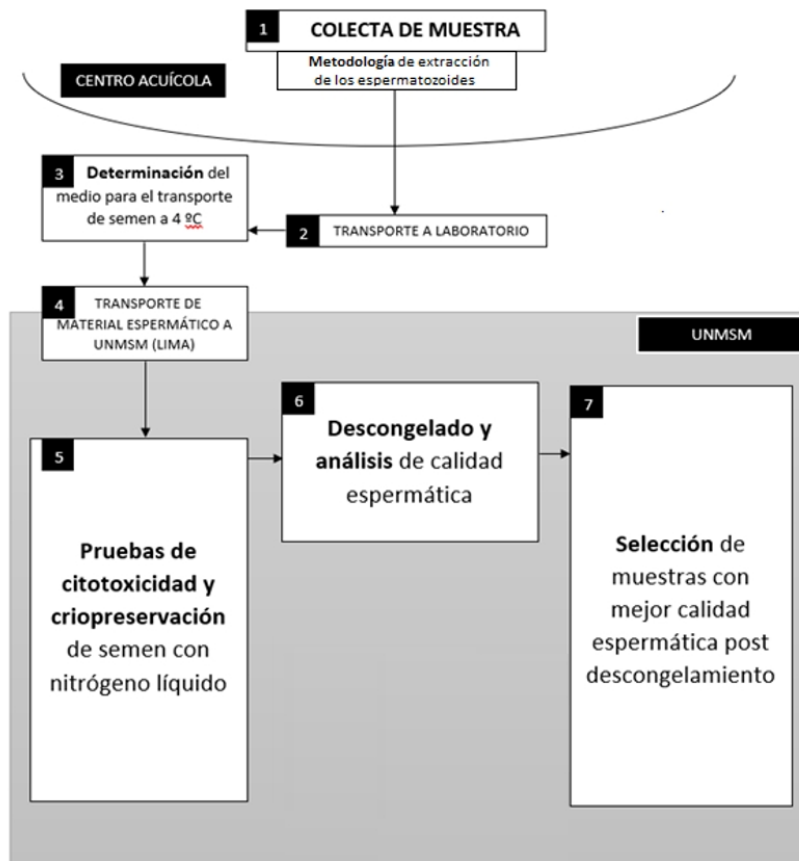 1
COLECTA DE MUESTRA
Metodología de extracción
de los espermatozoides
CENTRO ACUÍCOLA
3
Determinación del
medio para el transporte
de semen a 4 ºC
2
TRANSPORTE A LABORATORIO
4
TRANSPORTE DE
MATERIAL ESPERMÁTICO A
UNMSM (LIMA)
UNMSM
5
Pruebas de
citotoxicidad y
criopreservación
de semen con
nitrógeno líquido
6
Descongelado y
análisis de calidad
espermática
7
Selección de
muestras con
mejor calidad
espermática post
descongelamiento